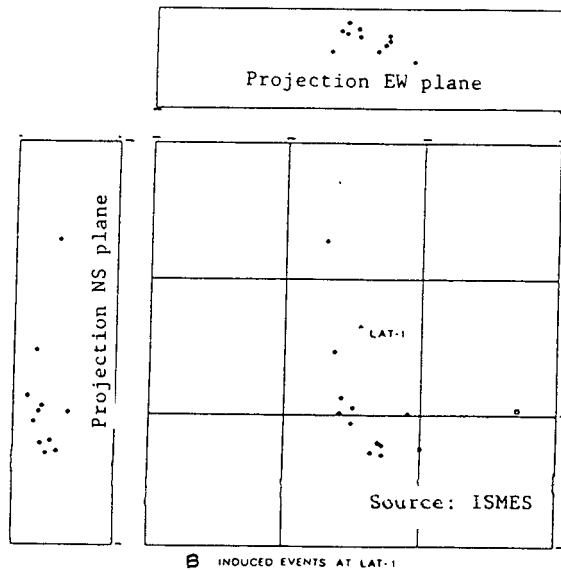 Projection EW plane
Projection NS plane
LAT-1
Source: ISMES
B INDUCED EVENTS AT LAT-1